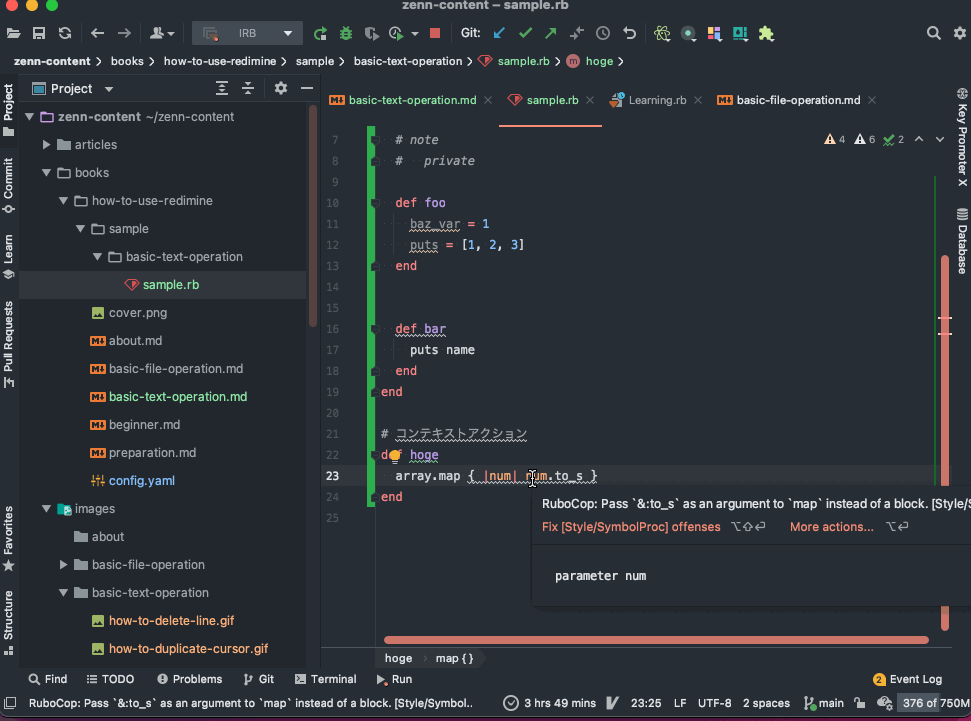 zenn-content – sample.rb
IRB
Git:
zenn-content books how-to-use-redimine sample basic-text-operation sample.rb m hoge
Project
basic-text-operation.md sample.rb Learning.rb basic-file-operation.md
Project
Commit
Learn
Pull Requests
Favorites
Structure
zenn-content ~/zenn-content
articles
books
how-to-use-redimine
sample
basic-text-operation
sample.rb
cover.png
about.md
basic-file-operation.md
basic-text-operation.md
beginner.md
preparation.md
config.yaml
images
about
basic-file-operation
basic-text-operation
how-to-delete-line.gif
how-to-duplicate-cursor.gif
4 6 2
7 # note
8 # private
9
10 def foo
11 baz_var = 1
12 puts = [1, 2, 3]
13 end
14
15
16 def bar
17 puts name
18 end
19 end
20
21 # コンテキストアクション
22 def hoge
23 array.map { |num| num.to_s }
24 end
25
RuboCop: Pass `&:to_s` as an argument to `map` instead of a block. [Style/S
Fix [Style/SymbolProc] offenses ⌥⇧⏎ More actions... ⌥⏎
parameter num
Key Promoter X
Database
hoge map { }
Find TODO Problems Git Terminal Run 2 Event Log
RuboCop: Pass `&:to_s` as an argument to `map` instead of a block. [Style/Symbol.. 3 hrs 49 mins 23:25 LF UTF-8 2 spaces main 376 of 750M